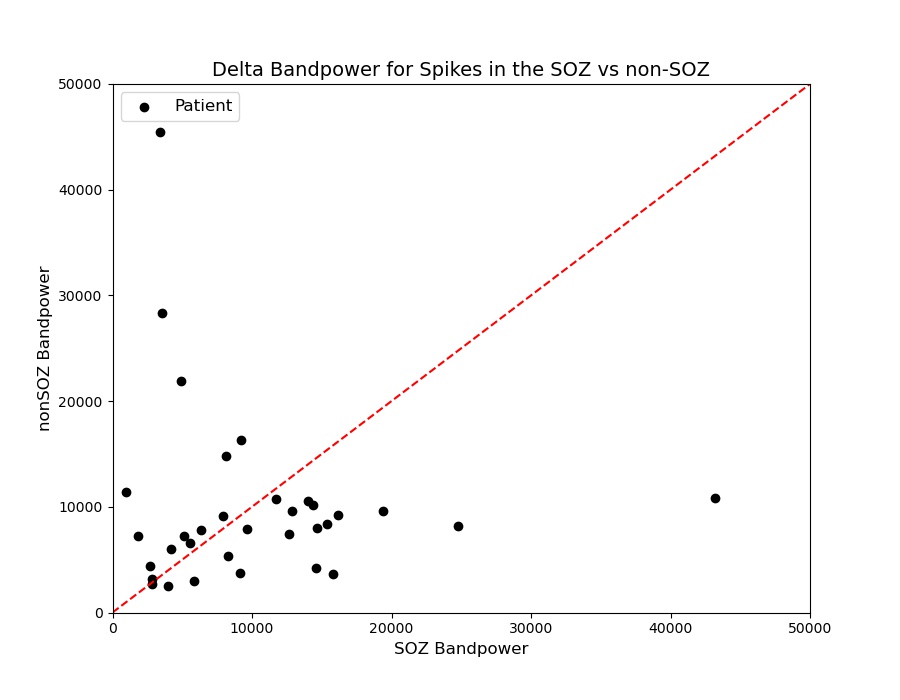 Delta Bandpower for Spikes in the SOZ vs non-SOZ
Patient
50000
40000
30000
20000
10000
0
nonSOZ Bandpower
0 10000 20000 30000 40000 50000
SOZ Bandpower